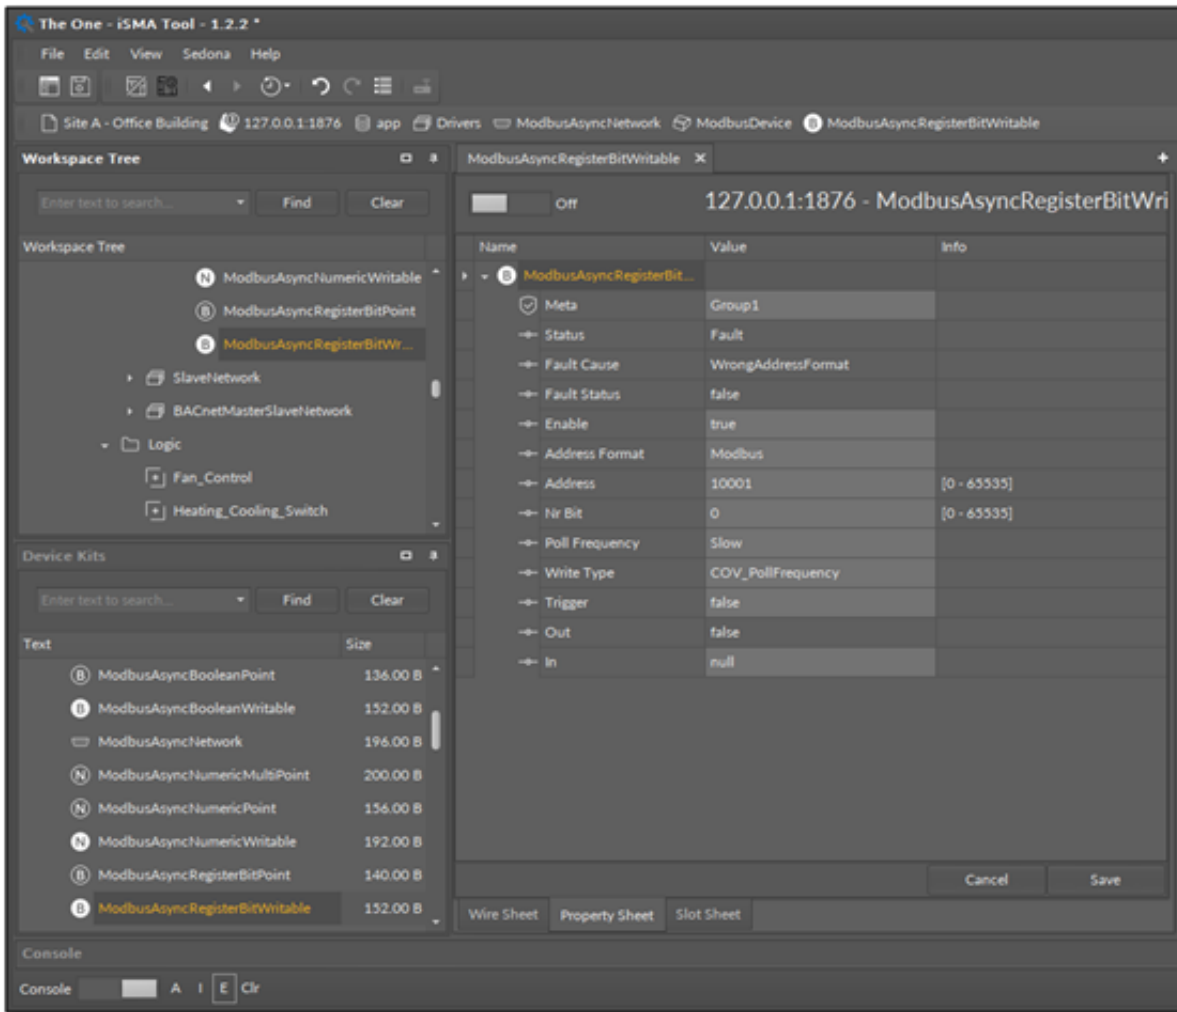 The One - iSMA Tool - 1.2.2 *
File Edit View Sedona Help
Site A - Office Building 127.0.0.1:1876 app Drivers ModbusAsyncNetwork ModbusDevice B ModbusAsyncRegisterBitWritable
Workspace Tree
Enter text to search... Find Clear
Workspace Tree
N ModbusAsyncNumericWritable
B ModbusAsyncRegisterBitPoint
B ModbusAsyncRegisterBitWr...
SlaveNetwork
BACnetMasterSlaveNetwork
Logic
Fan_Control
Heating_Cooling_Switch
Device Kits
Enter text to search... Find Clear
Text Size
B ModbusAsyncBooleanPoint 136.00 B
B ModbusAsyncBooleanWritable 152.00 B
ModbusAsyncNetwork 196.00 B
N ModbusAsyncNumericMultiPoint 200.00 B
N ModbusAsyncNumericPoint 156.00 B
N ModbusAsyncNumericWritable 192.00 B
B ModbusAsyncRegisterBitPoint 140.00 B
B ModbusAsyncRegisterBitWritable 152.00 B
ModbusAsyncRegisterBitWritable
Off 127.0.0.1:1876 - ModbusAsyncRegisterBitWri
Name Value Info
B ModbusAsyncRegisterBit...
Meta Group1
Status Fault
Fault Cause WrongAddressFormat
Fault Status false
Enable true
Address Format Modbus
Address 10001 [0 - 65535]
Nr Bit 0 [0 - 65535]
Poll Frequency Slow
Write Type COV_PollFrequency
Trigger false
Out false
In null
Cancel Save
Wire Sheet Property Sheet Slot Sheet
Console
Console A I E Clr